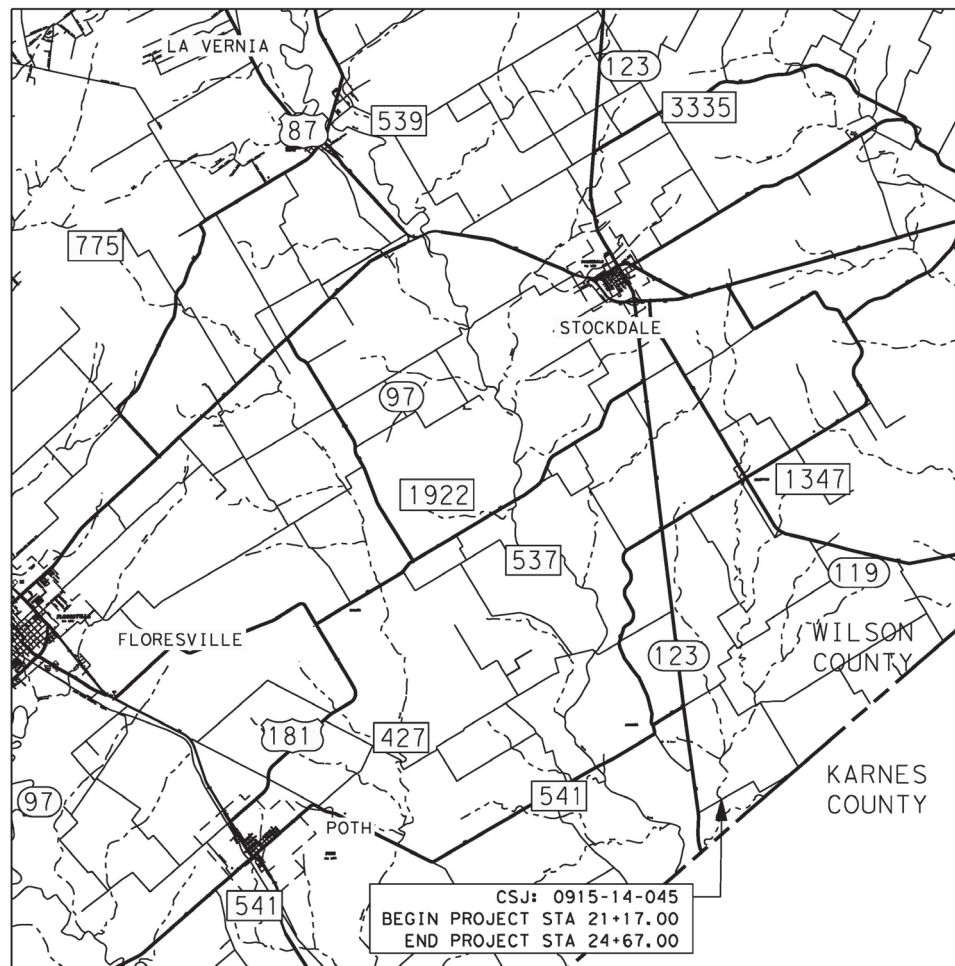 LA VERNIA
123
539
3335
87
775
STOCKDALE
97
1922
1347
537
119
FLORESVILLE
WILSON
COUNTY
123
181
427
KARNES
COUNTY
97
541
POTH
CSJ: 0915-14-045
BEGIN PROJECT STA 21+17.00
END PROJECT STA 24+67.00
541